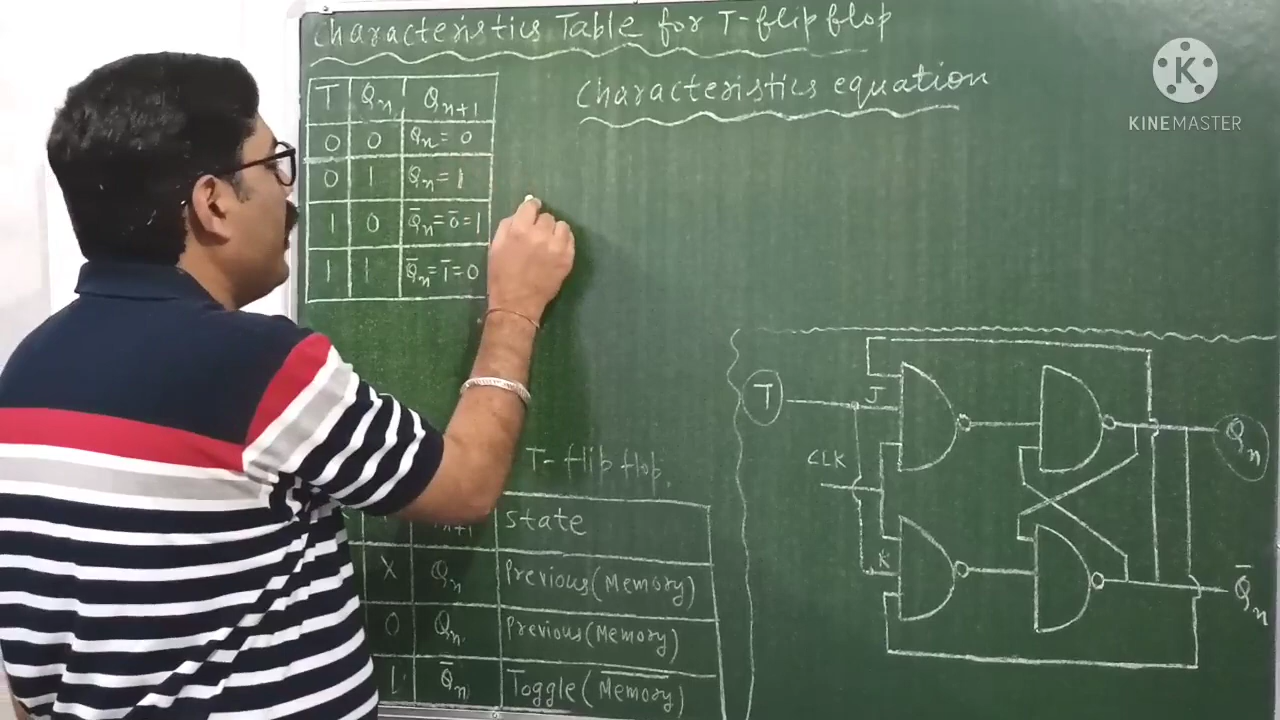 Characteristics Table for T-flip flop
Characteristics equation
KINEMASTER
T Qn Qn+1
0 0 Qn = 0
0 1 Qn = 1
1 0 Q̅n = 0̅ = 1
1 1 Q̅n = 1̅ = 0
T
J
CLK
K
Qn
Q̅n
T- flip flop.
n+1 state
X Qn Previous(Memory)
0 Qn Previous(Memory)
1 Q̅n Toggle(Memory)